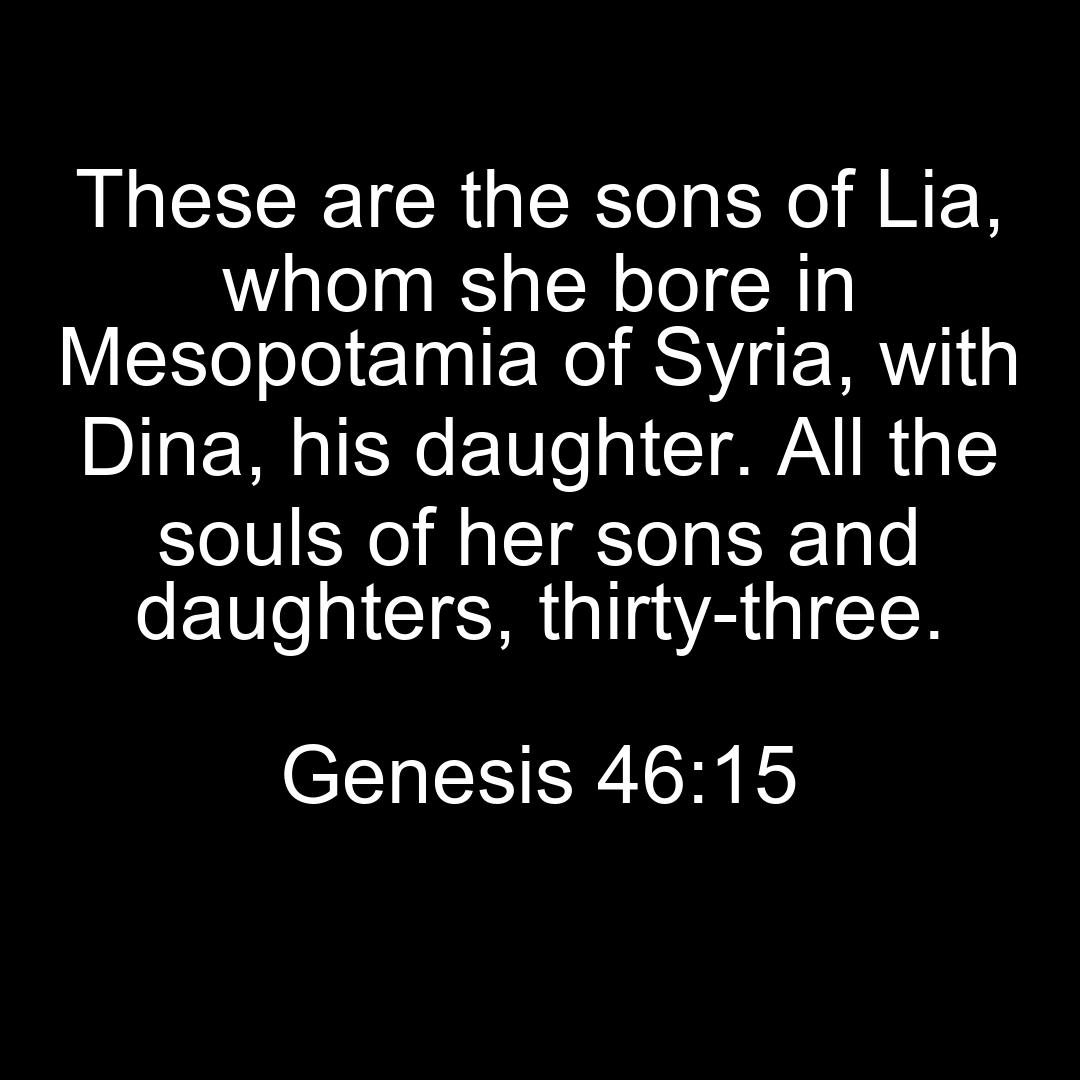 These are the sons of Lia,
whom she bore in
Mesopotamia of Syria, with
Dina, his daughter. All the
souls of her sons and
daughters, thirty-three.
Genesis 46:15